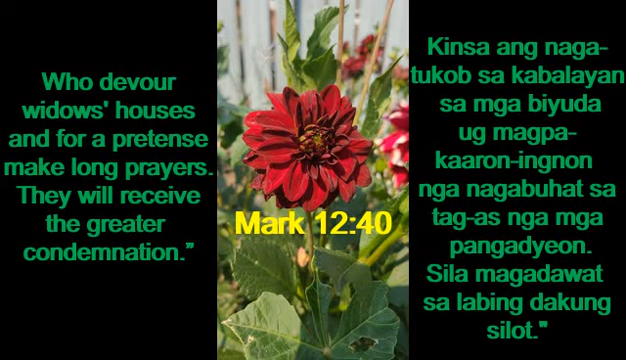 Who devour
widows' houses
and for a pretense
make long prayers.
They will receive
the greater
condemnation.”
Mark 12:40
Kinsa ang naga-
tukob sa kabalayan
sa mga biyuda
ug magpa-
kaaron-ingnon
nga nagabuhat sa
tag-as nga mga
pangadyeon.
Sila magadawat
sa labing dakung
silot."